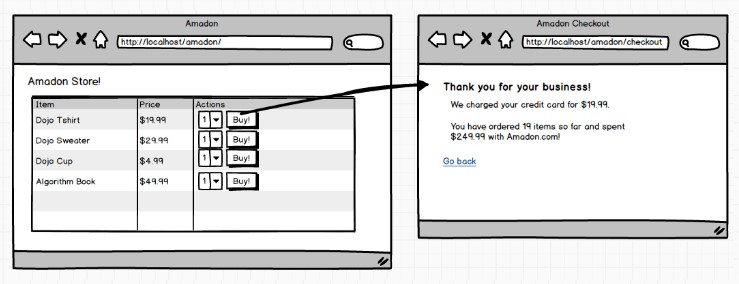 Amadon
http://localhost/amadon/
Amadon Store!
Item Price Actions
Dojo Tshirt $19.99 1 Buy!
Dojo Sweater $29.99 1 Buy!
Dojo Cup $4.99 1 Buy!
Algorithm Book $49.99 1 Buy!
Amadon Checkout
http://localhost/amadon/checkout
Thank you for your business!
We charged your credit card for $19.99.
You have ordered 19 items so far and spent
$249.99 with Amadon.com!
Go back